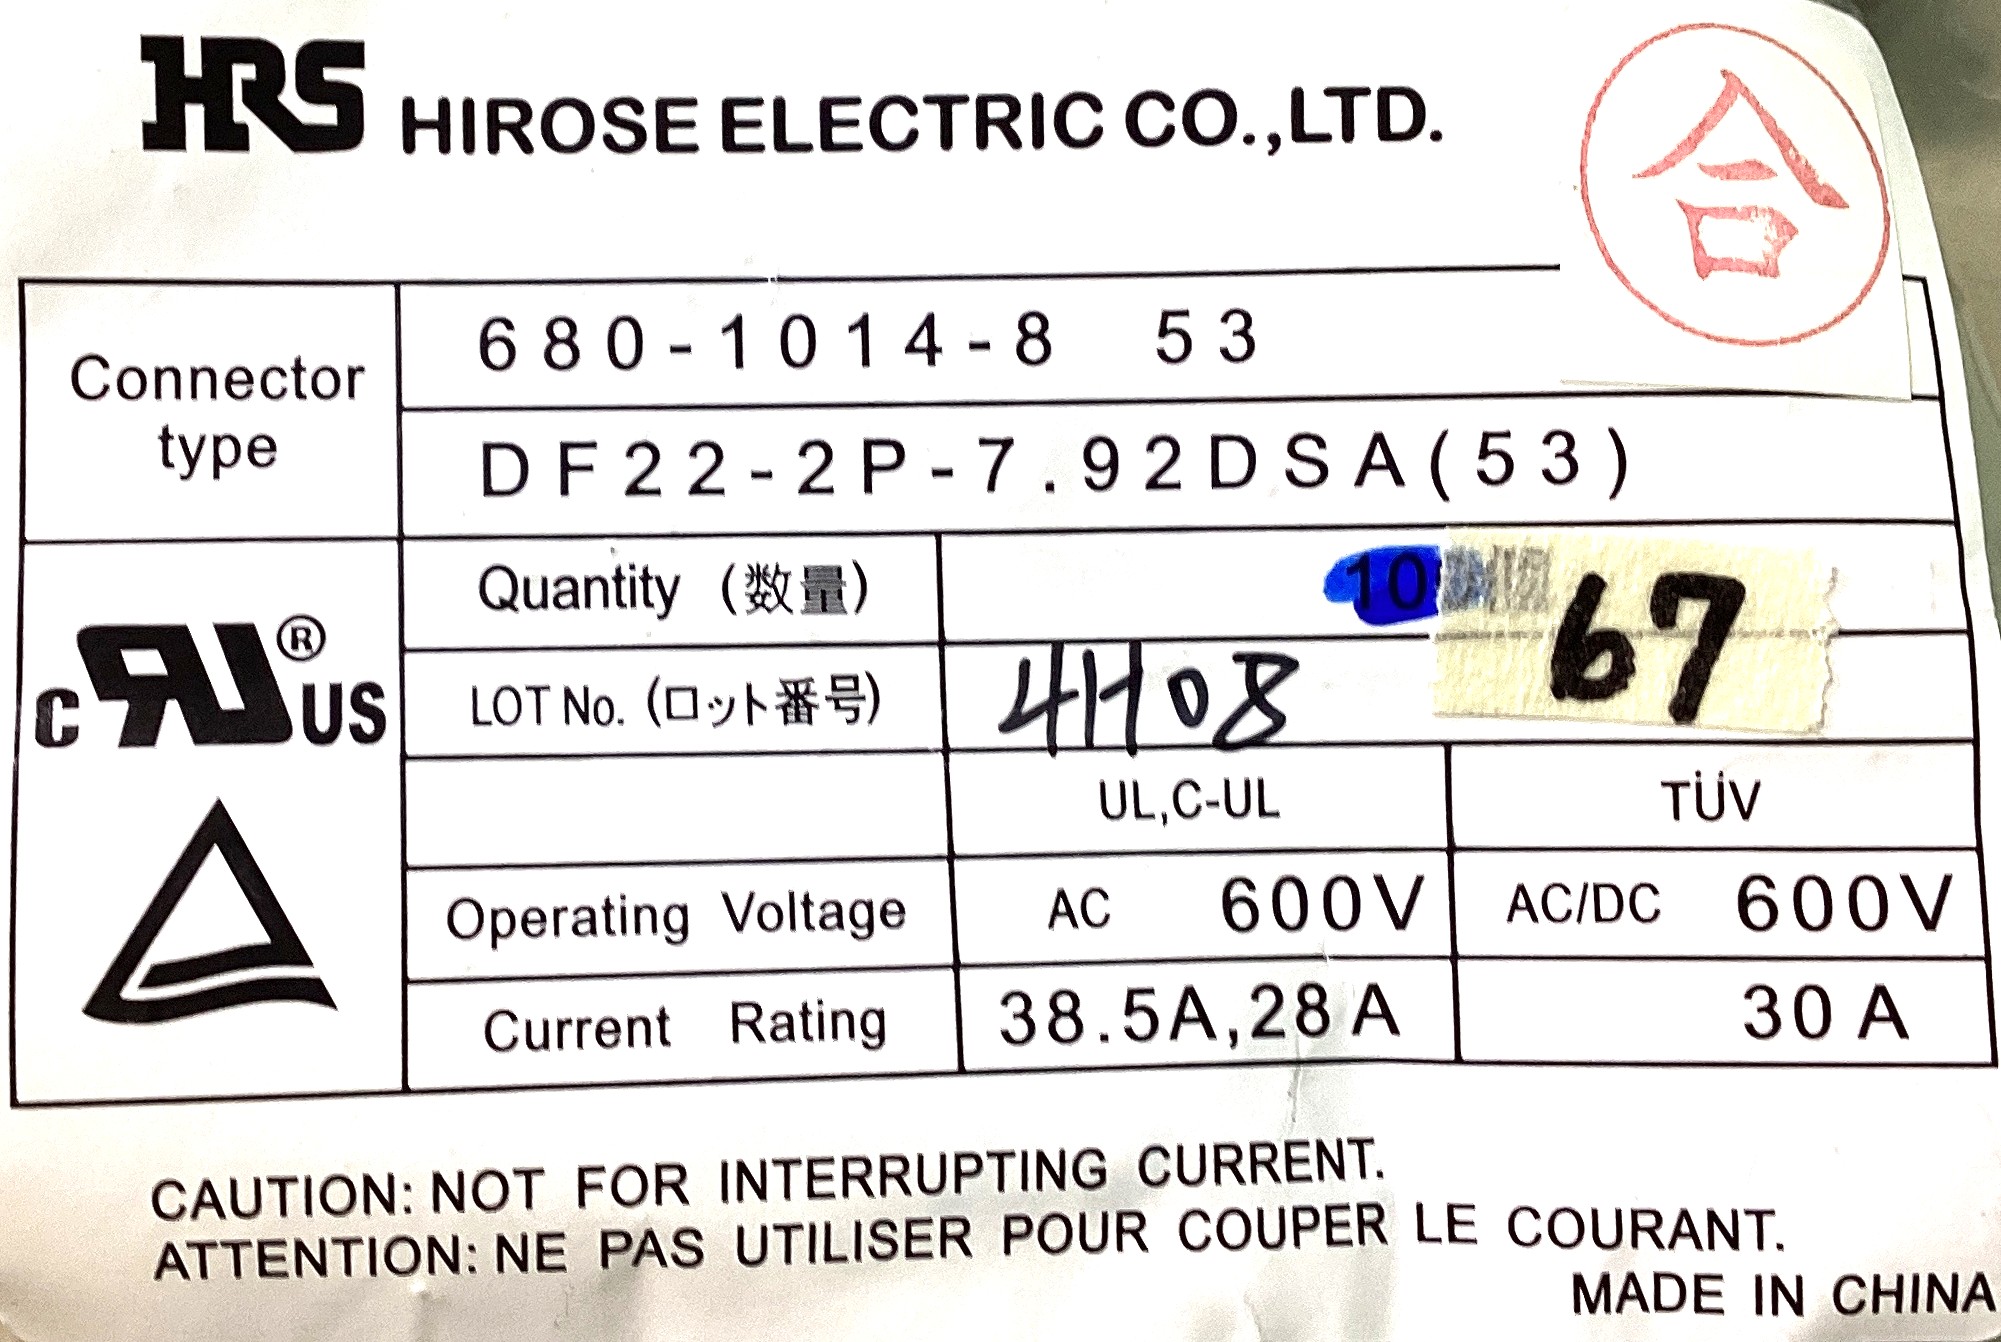 HRS HIROSE ELECTRIC CO.,LTD.
合
Connector type
680-1014-8 53
DF22-2P-7.92DSA(53)
Quantity (数量)
10
67
LOT No. (ロット番号)
4H08
UL,C-UL
TÜV
Operating Voltage
AC 600V
AC/DC 600V
Current Rating
38.5A,28A
30A
c RU ® US
CAUTION: NOT FOR INTERRUPTING CURRENT.
ATTENTION: NE PAS UTILISER POUR COUPER LE COURANT.
MADE IN CHINA